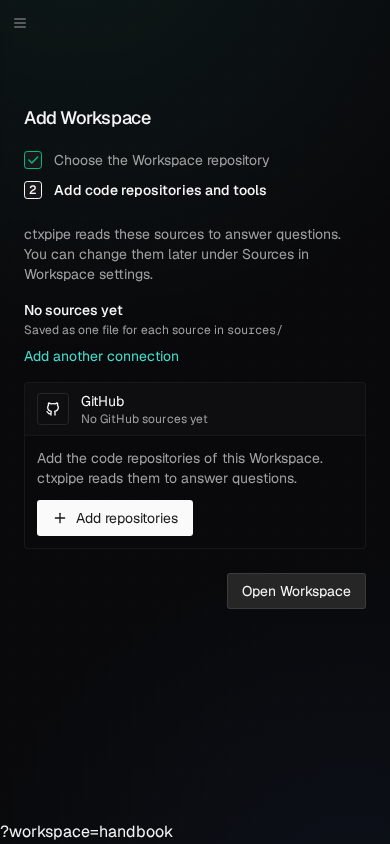 Add Workspace
Choose the Workspace repository
2 Add code repositories and tools
ctxpipe reads these sources to answer questions.
You can change them later under Sources in
Workspace settings.
No sources yet
Saved as one file for each source in sources/
Add another connection
GitHub
No GitHub sources yet
Add the code repositories of this Workspace.
ctxpipe reads them to answer questions.
+ Add repositories
Open Workspace
?workspace=handbook